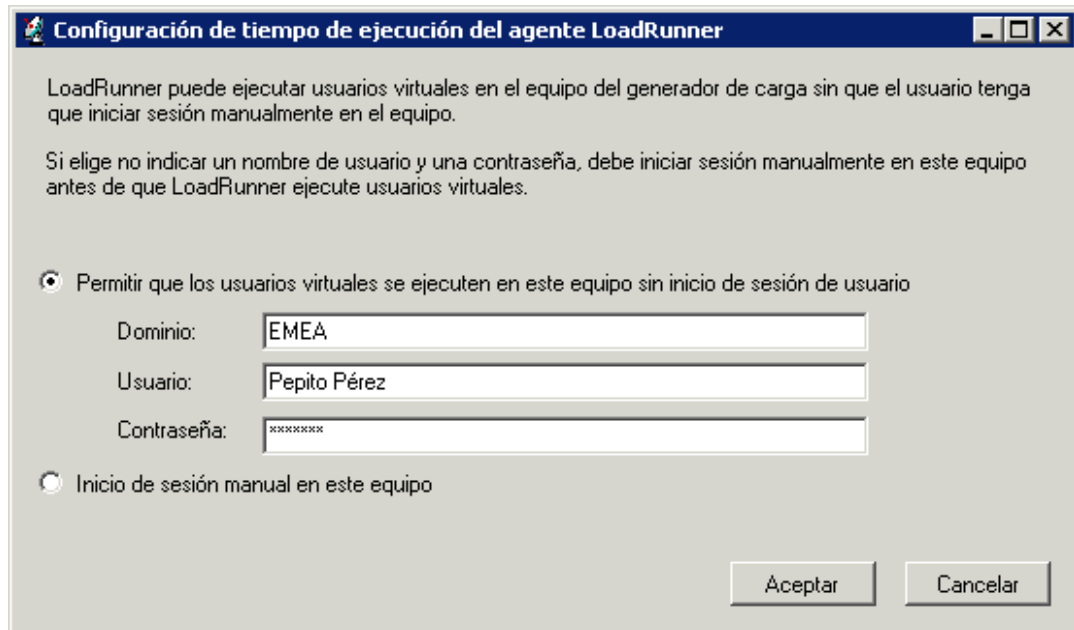 Configuración de tiempo de ejecución del agente LoadRunner
LoadRunner puede ejecutar usuarios virtuales en el equipo del generador de carga sin que el usuario tenga
que iniciar sesión manualmente en el equipo.
Si elige no indicar un nombre de usuario y una contraseña, debe iniciar sesión manualmente en este equipo
antes de que LoadRunner ejecute usuarios virtuales.
Permitir que los usuarios virtuales se ejecuten en este equipo sin inicio de sesión de usuario
Dominio: EMEA
Usuario: Pepito Pérez
Contraseña: *******
Inicio de sesión manual en este equipo
Aceptar Cancelar